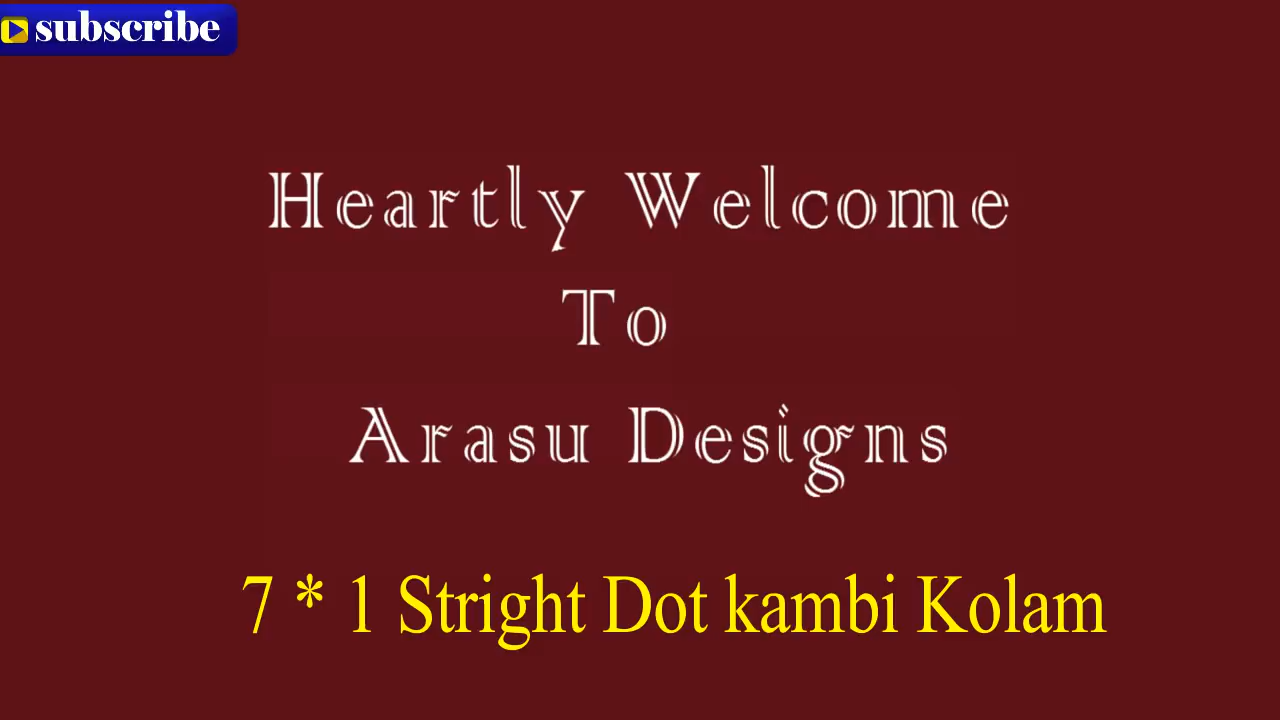 subscribe
Heartly Welcome
To
Arasu Designs
7 * 1 Stright Dot kambi Kolam